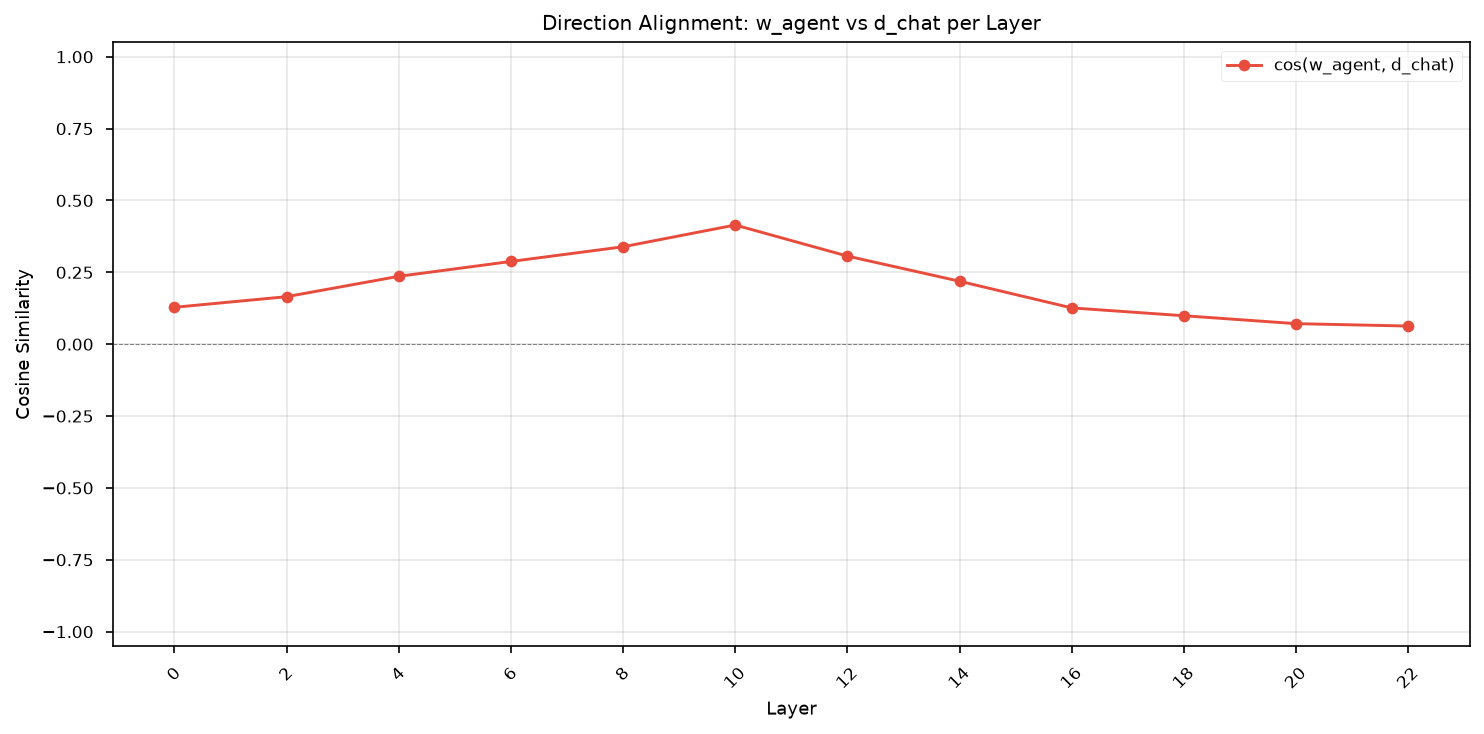 Direction Alignment: w_agent vs d_chat per Layer
cos(w_agent, d_chat)
1.00
0.75
0.50
0.25
0.00
−0.25
−0.50
−0.75
−1.00
Cosine Similarity
0 2 4 6 8 10 12 14 16 18 20 22
Layer